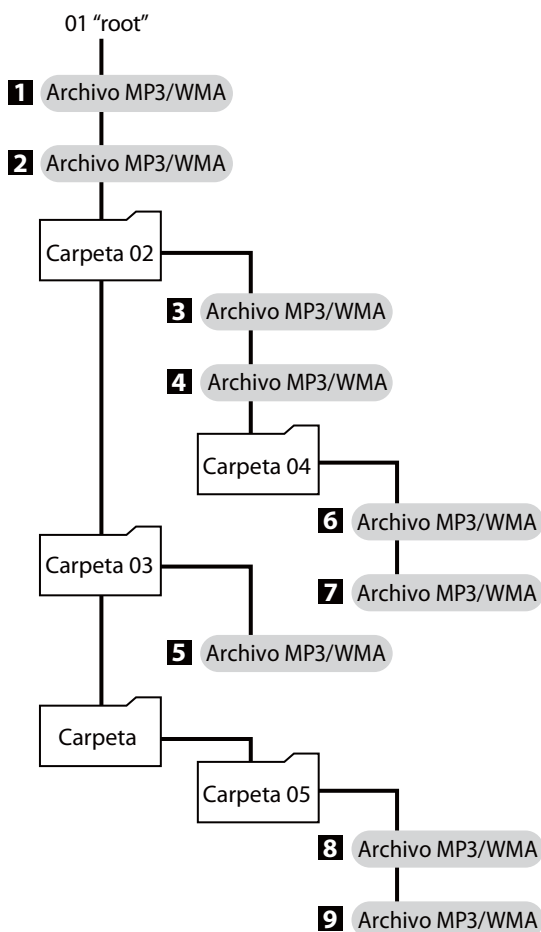 01 “root”
1 Archivo MP3/WMA
2 Archivo MP3/WMA
Carpeta 02
3 Archivo MP3/WMA
4 Archivo MP3/WMA
Carpeta 04
6 Archivo MP3/WMA
Carpeta 03
7 Archivo MP3/WMA
5 Archivo MP3/WMA
Carpeta
Carpeta 05
8 Archivo MP3/WMA
9 Archivo MP3/WMA